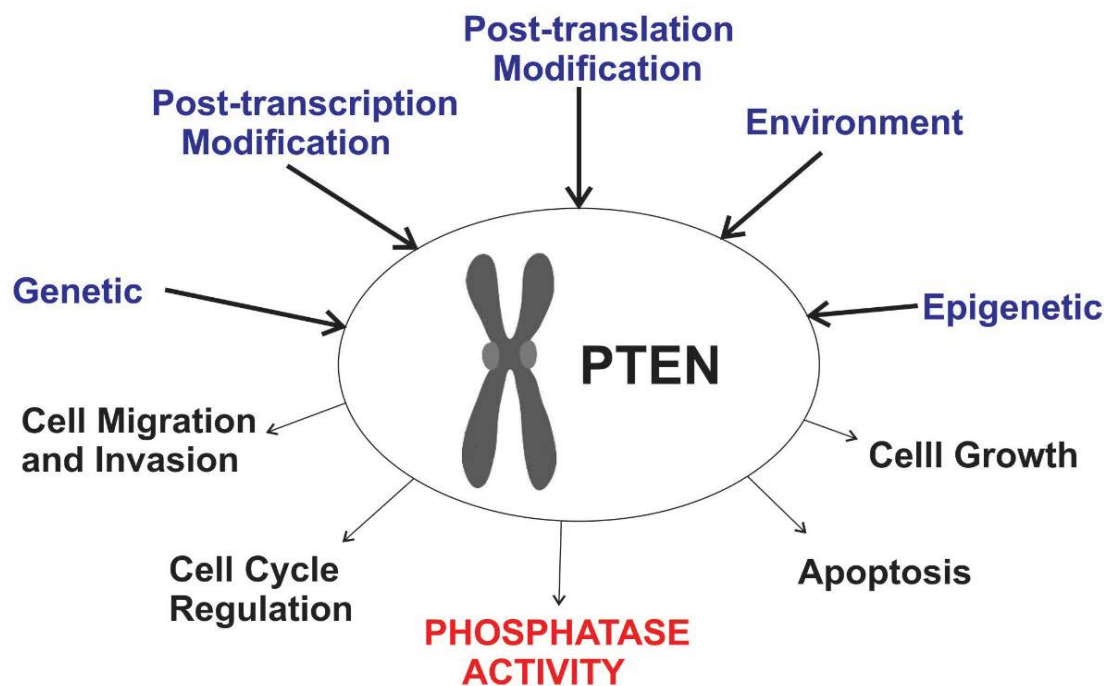 Post-translation
Modification
Post-transcription
Modification
Environment
Genetic
Epigenetic
PTEN
Cell Migration
and Invasion
Celll Growth
Cell Cycle
Regulation
Apoptosis
PHOSPHATASE
ACTIVITY